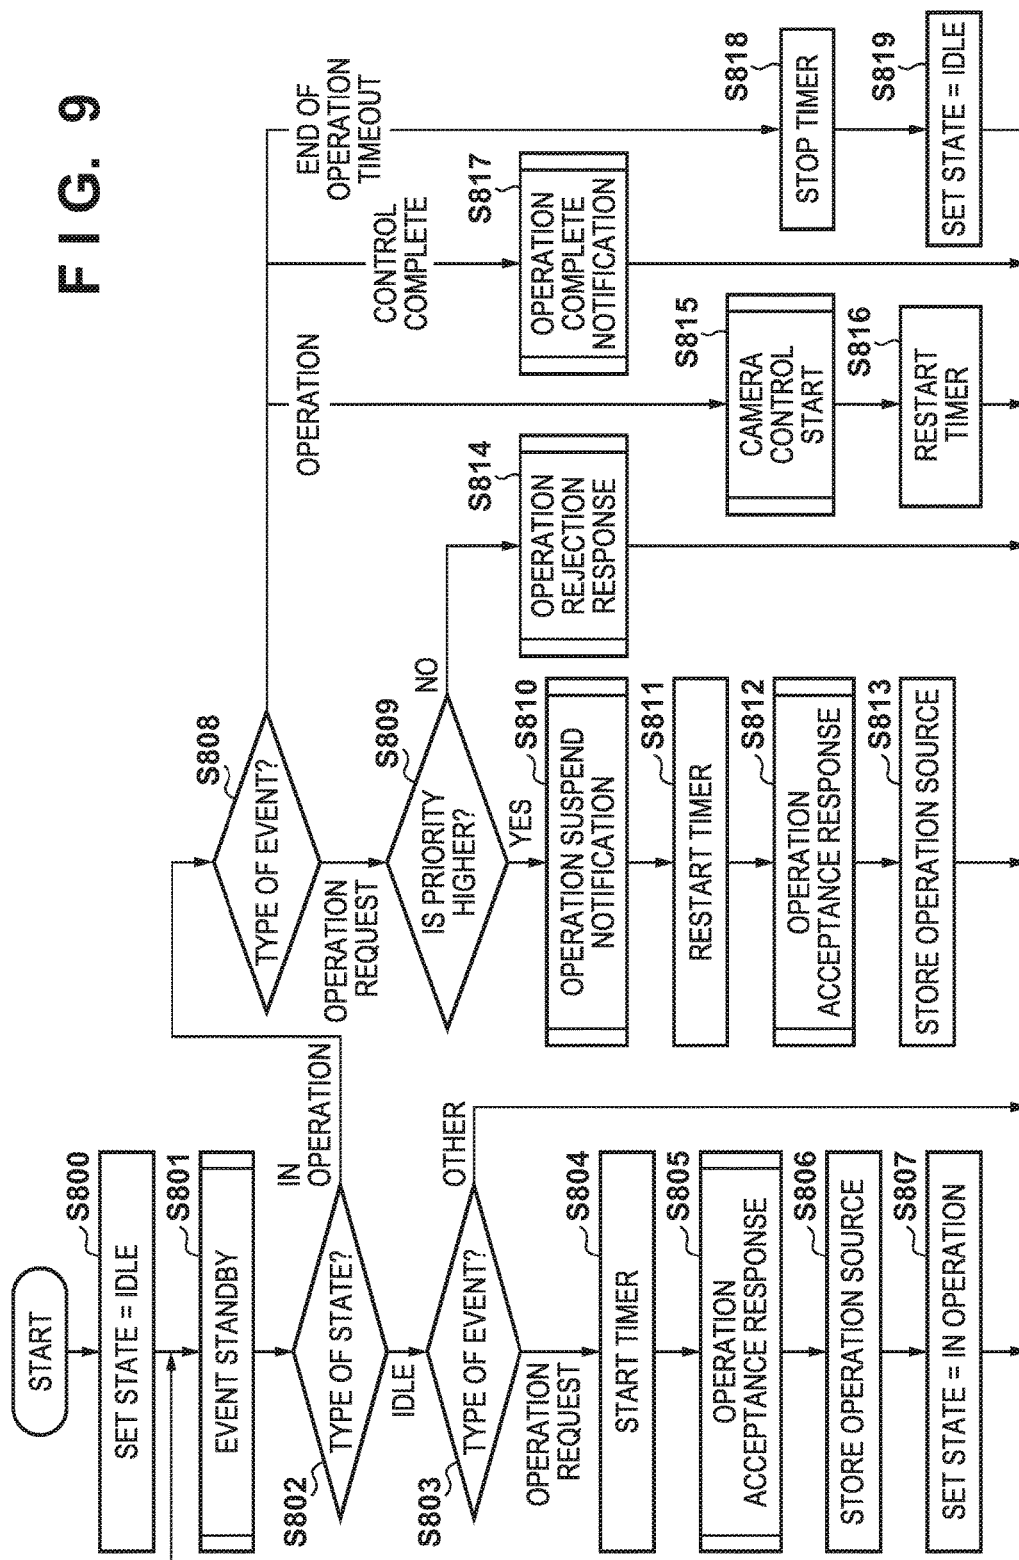 FIG. 9
START
S800
SET STATE = IDLE
S801
EVENT STANDBY
S802
TYPE OF STATE?
IN
OPERATION
IDLE
S803
TYPE OF EVENT?
OTHER
OPERATION
REQUEST
S804
START TIMER
S805
OPERATION
ACCEPTANCE RESPONSE
S806
STORE OPERATION SOURCE
S807
SET STATE = IN OPERATION
S808
TYPE OF EVENT?
OPERATION
REQUEST
S809
IS PRIORITY
HIGHER?
NO
YES
S810
OPERATION SUSPEND
NOTIFICATION
S811
RESTART TIMER
S812
OPERATION
ACCEPTANCE RESPONSE
S813
STORE OPERATION SOURCE
S814
OPERATION
REJECTION
RESPONSE
OPERATION
S815
CAMERA
CONTROL
START
S816
RESTART
TIMER
CONTROL
COMPLETE
S817
OPERATION
COMPLETE
NOTIFICATION
END OF
OPERATION
TIMEOUT
S818
STOP TIMER
S819
SET STATE = IDLE